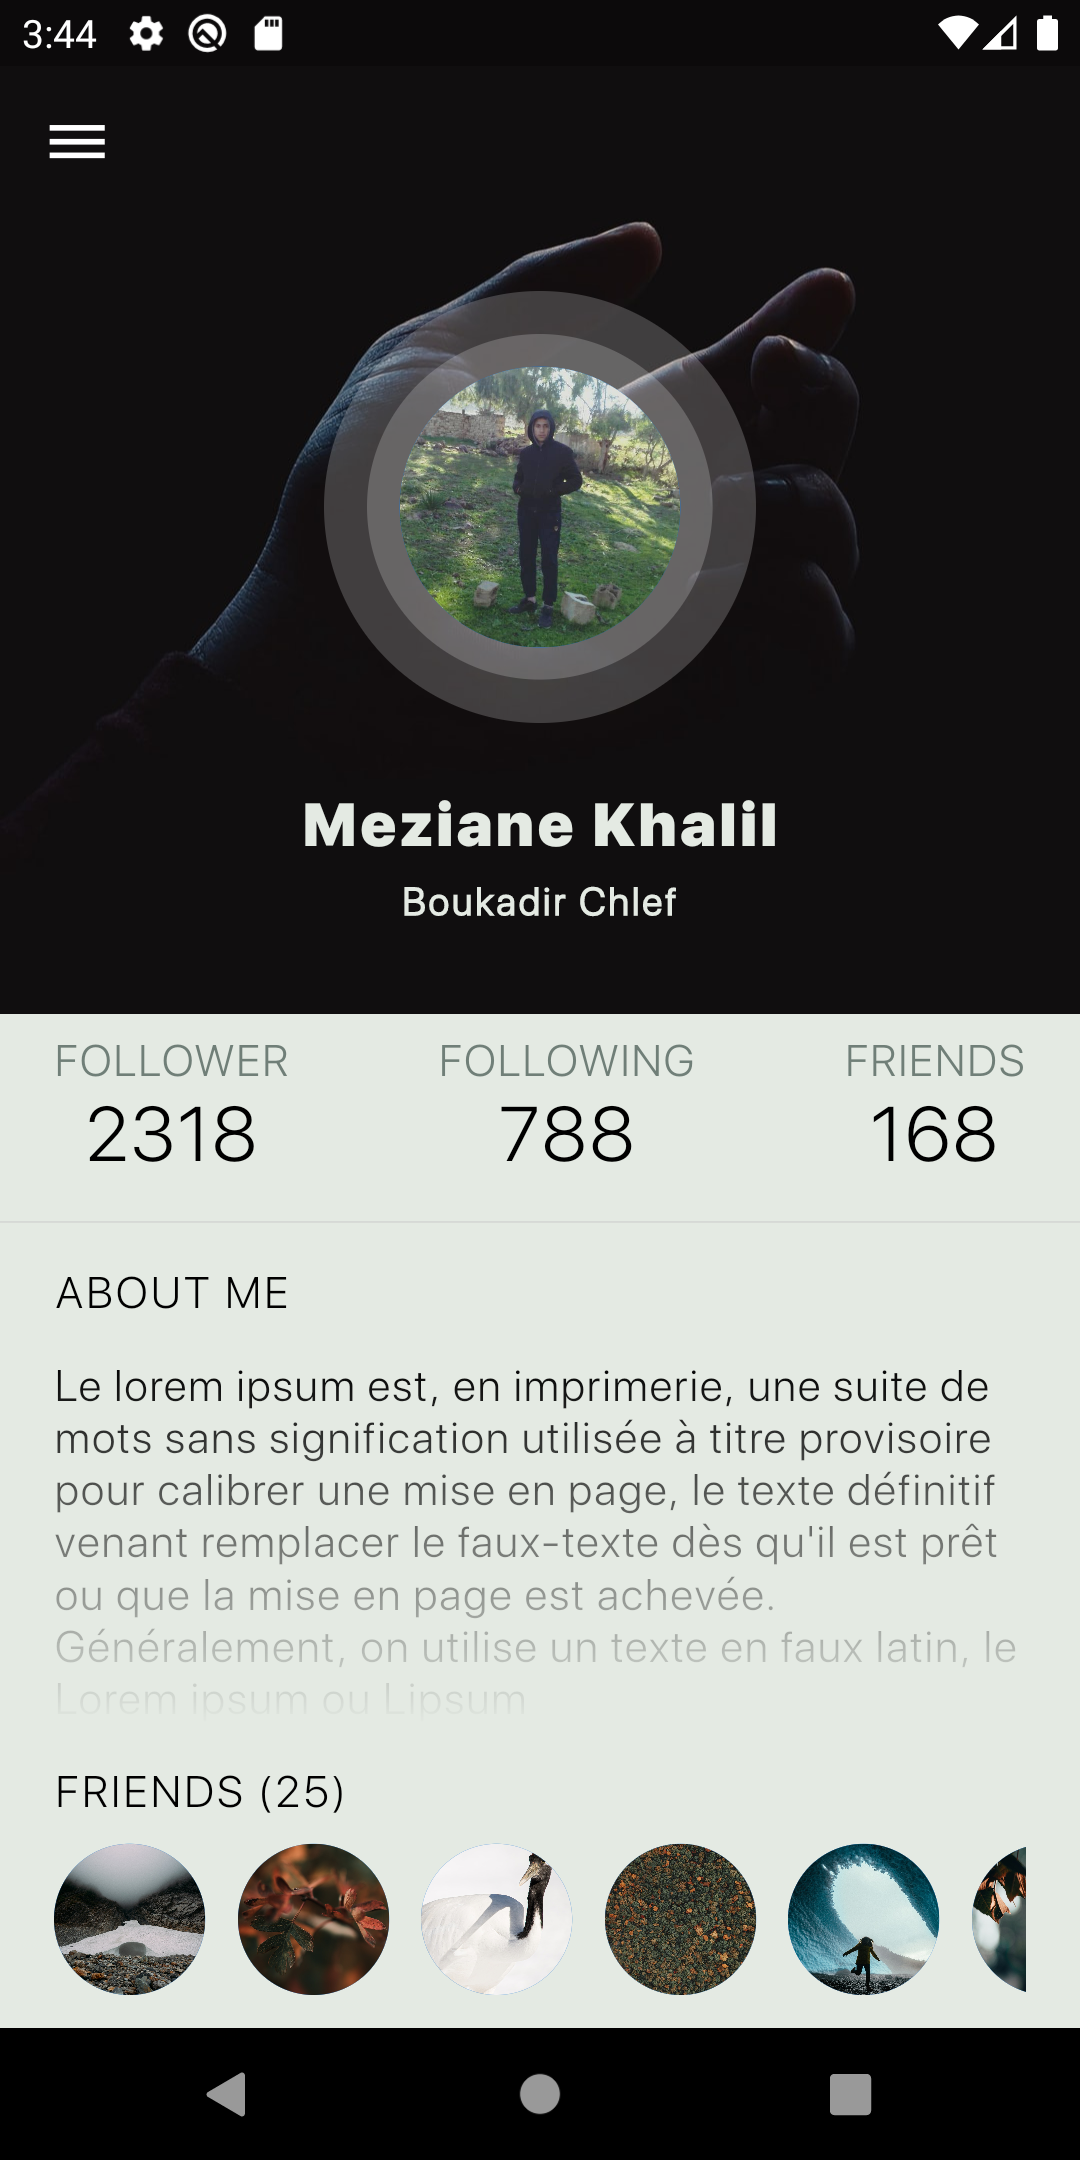 3:44
Meziane Khalil
Boukadir Chlef
FOLLOWER FOLLOWING FRIENDS
2318 788 168
ABOUT ME
Le lorem ipsum est, en imprimerie, une suite de
mots sans signification utilisée à titre provisoire
pour calibrer une mise en page, le texte définitif
venant remplacer le faux-texte dès qu'il est prêt
ou que la mise en page est achevée.
Généralement, on utilise un texte en faux latin, le
Lorem ipsum ou Lipsum
FRIENDS (25)